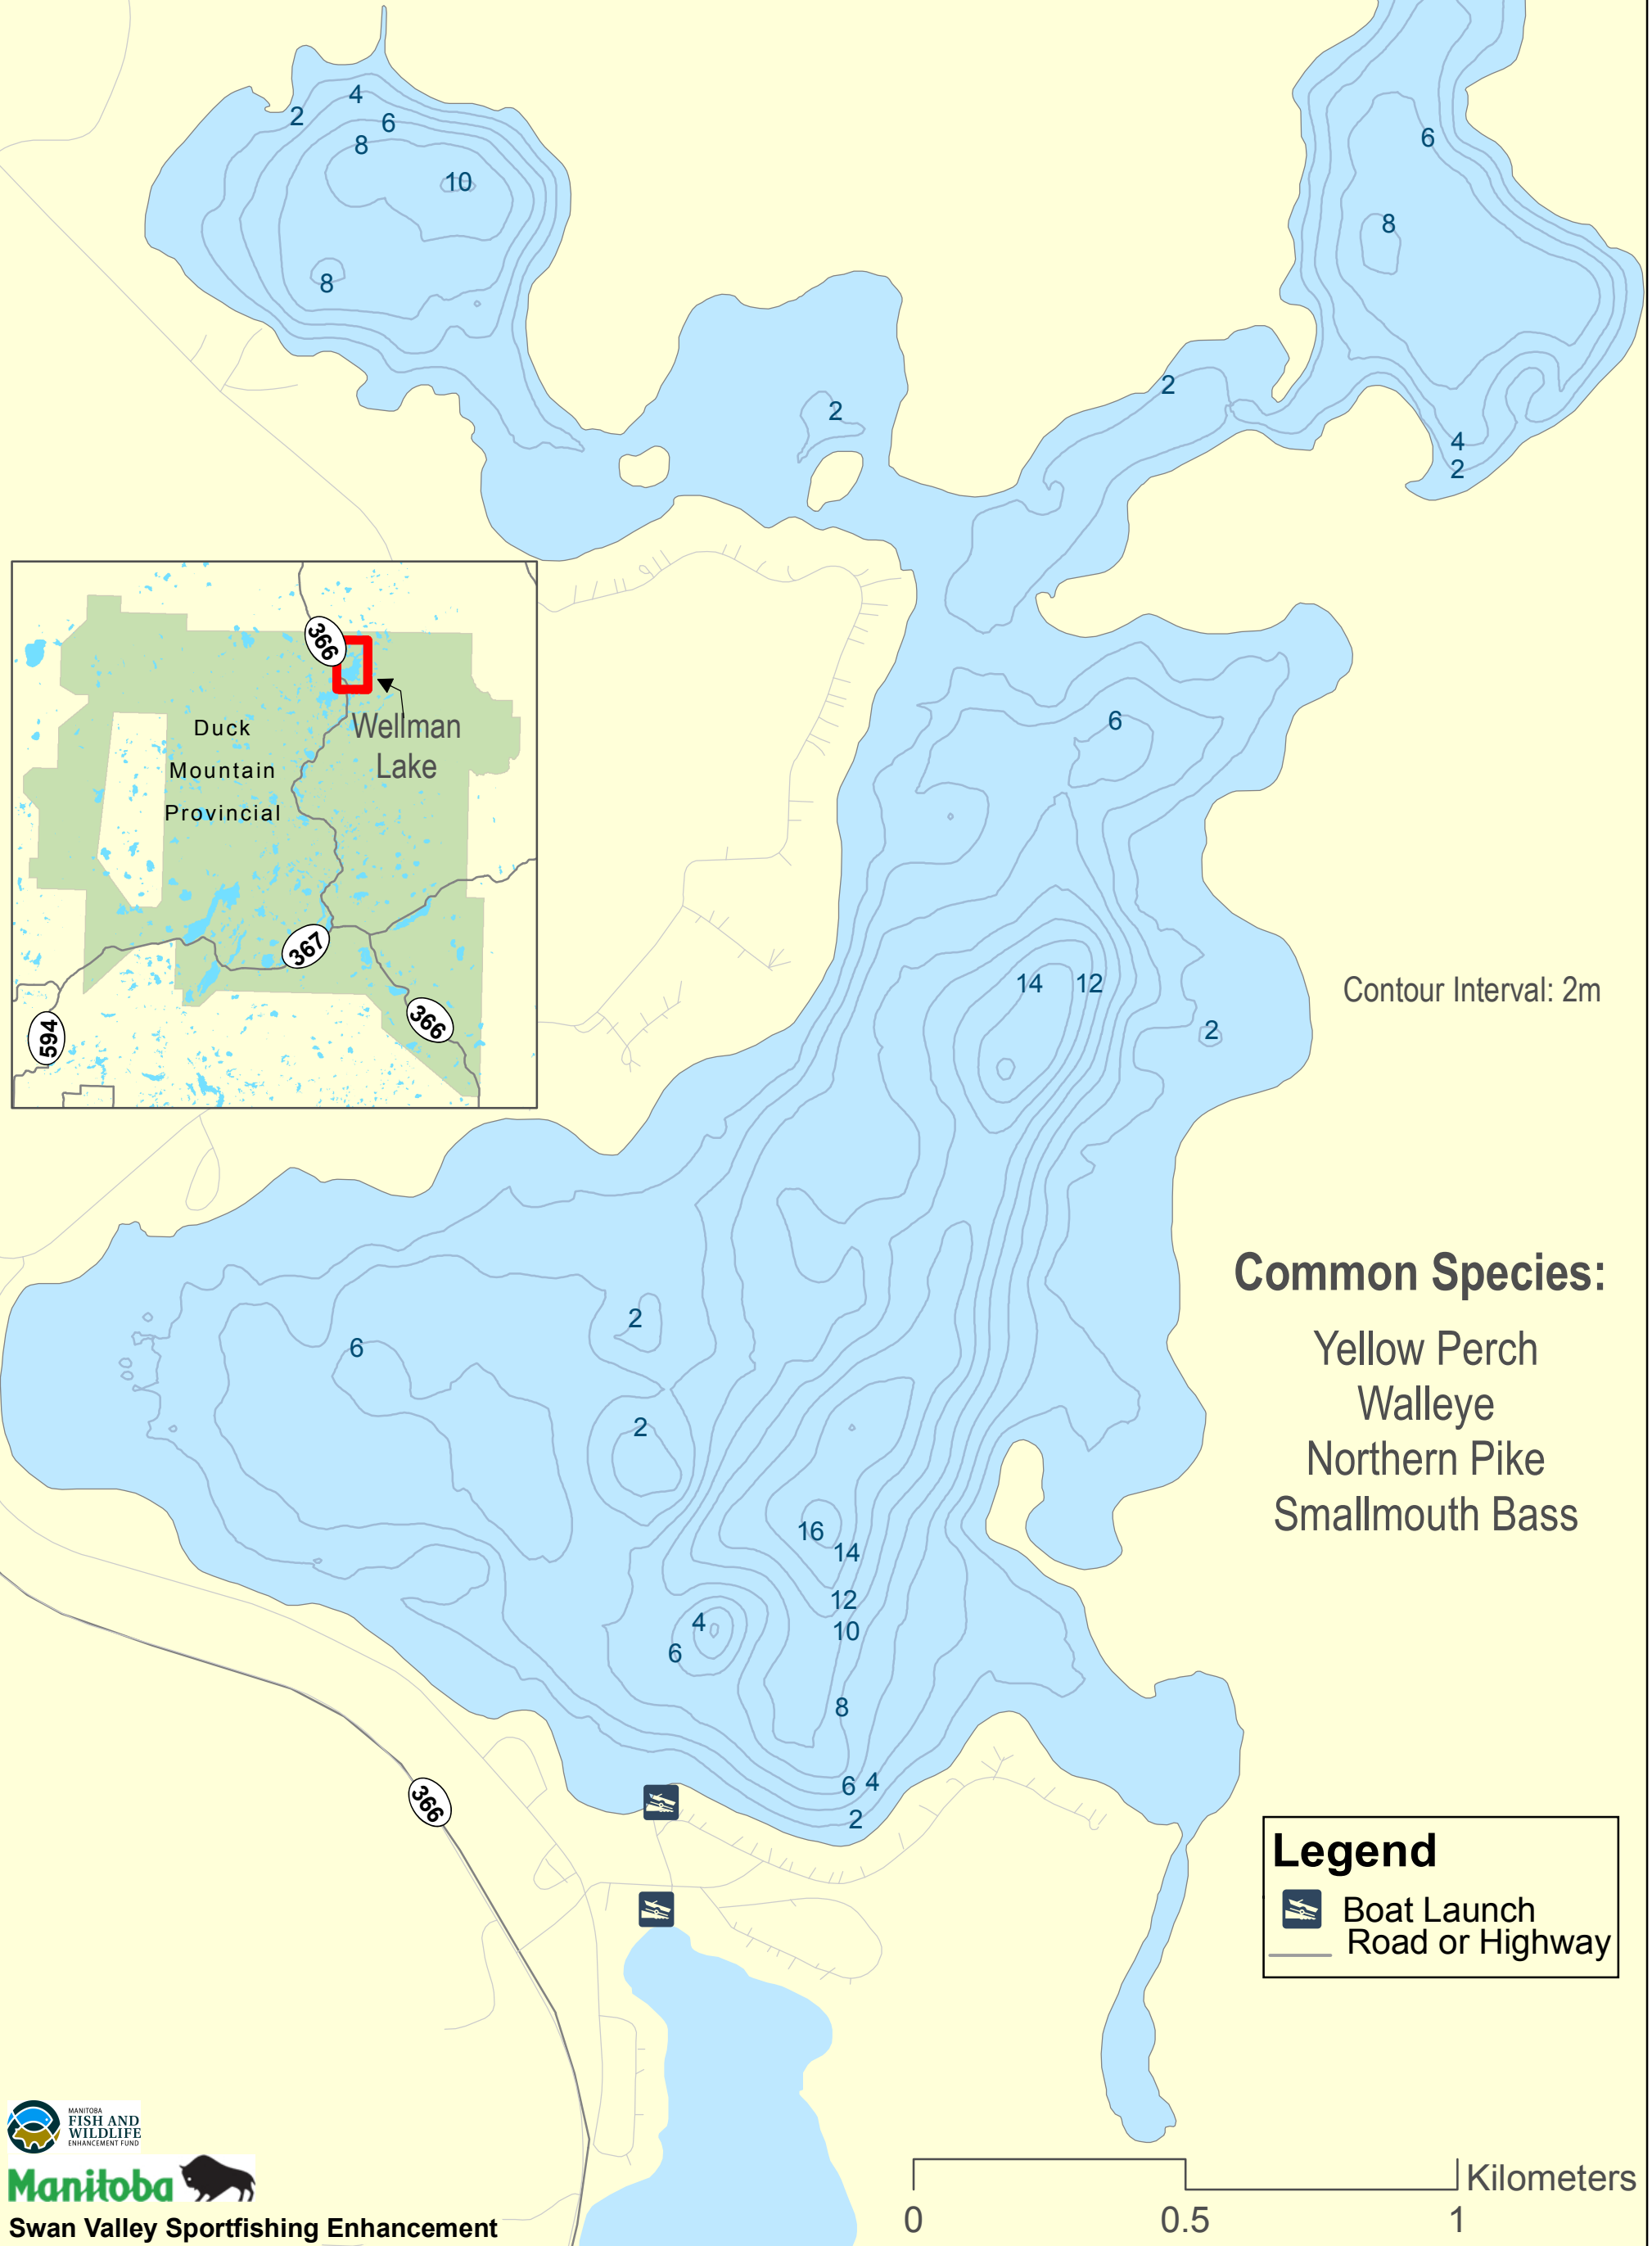 4
2
6
8
10
8
6
8
2
2
4
2
366
Wellman
Lake
Duck
Mountain
Provincial
367
366
594
6
14
12
2
Contour Interval: 2m
Common Species:
Yellow Perch
Walleye
Northern Pike
Smallmouth Bass
2
6
2
16
14
12
10
4
6
8
6
4
2
366
Legend
Boat Launch
Road or Highway
MANITOBA
FISH AND
WILDLIFE
ENHANCEMENT FUND
Manitoba
Swan Valley Sportfishing Enhancement
Kilometers
0
0.5
1